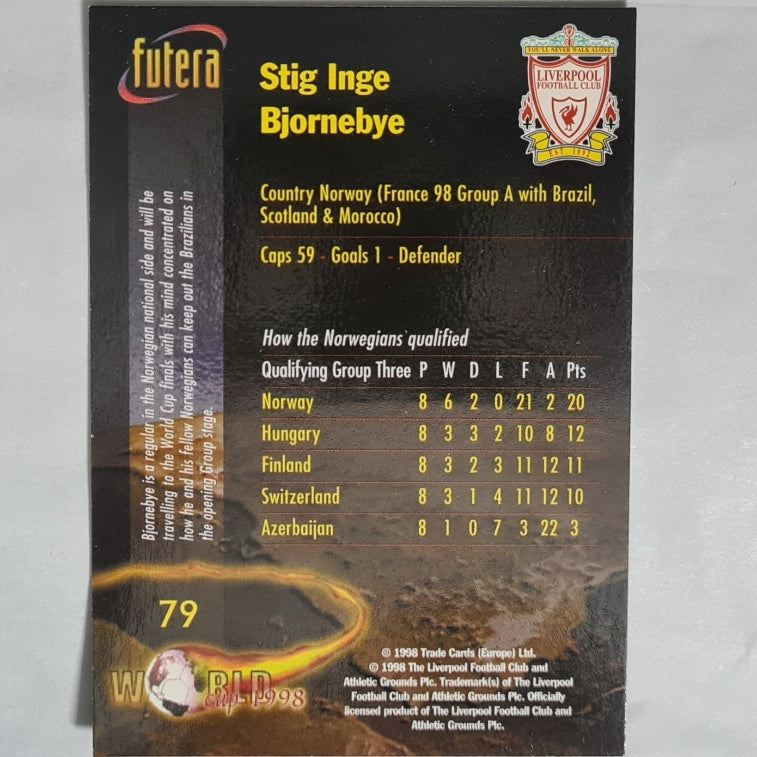 futera
Stig Inge
Bjornebye
YOU'LL NEVER WALK ALONE
LIVERPOOL
FOOTBALL CLUB
EST. 1892
Country Norway (France 98 Group A with Brazil,
Scotland & Morocco)
Caps 59 - Goals 1 - Defender
Bjornebye is a regular in the Norwegian national side and will be
travelling to the World Cup finals with his mind concentrated on
how he and his fellow Norwegians can keep out the Brazilians in
the opening Group stage.
How the Norwegians qualified
Qualifying Group Three P W D L F A Pts
Norway 8 6 2 0 21 2 20
Hungary 8 3 3 2 10 8 12
Finland 8 3 2 3 11 12 11
Switzerland 8 3 1 4 11 12 10
Azerbaijan 8 1 0 7 3 22 3
79
WORLD
cup 1998
© 1998 Trade Cards (Europe) Ltd.
© 1998 The Liverpool Football Club and
Athletic Grounds Plc. Trademark(s) of The Liverpool
Football Club and Athletic Grounds Plc. Officially
licensed product of The Liverpool Football Club and
Athletic Grounds Plc.